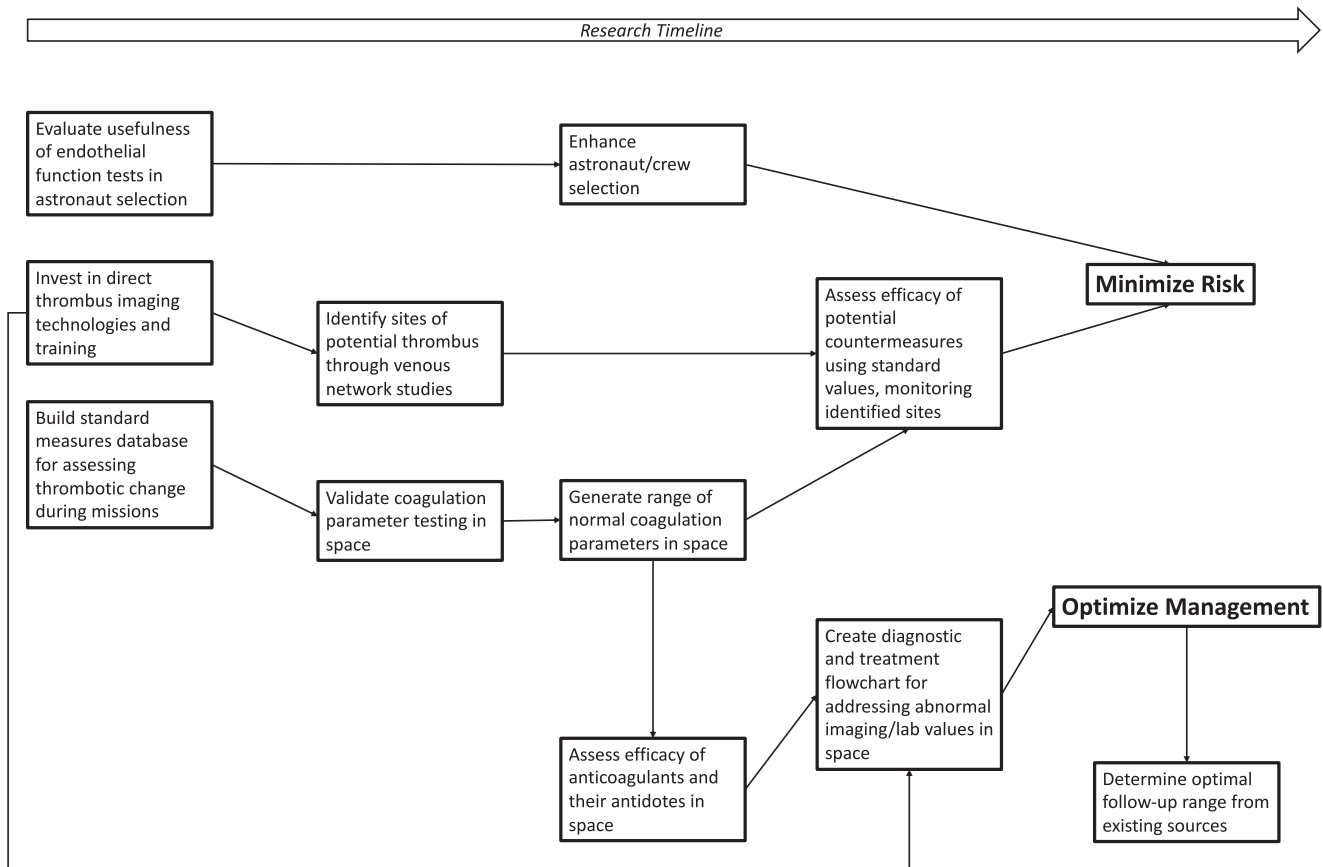 Research Timeline
Evaluate usefulness
of endothelial
function tests in
astronaut selection
Enhance
astronaut/crew
selection
Minimize Risk
Invest in direct
thrombus imaging
technologies and
training
Identify sites of
potential thrombus
through venous
network studies
Assess efficacy of
potential
countermeasures
using standard
values, monitoring
identified sites
Build standard
measures database
for assessing
thrombotic change
during missions
Validate coagulation
parameter testing in
space
Generate range of
normal coagulation
parameters in space
Optimize Management
Create diagnostic
and treatment
flowchart for
addressing abnormal
imaging/lab values in
space
Assess efficacy of
anticoagulants and
their antidotes in
space
Determine optimal
follow-up range from
existing sources